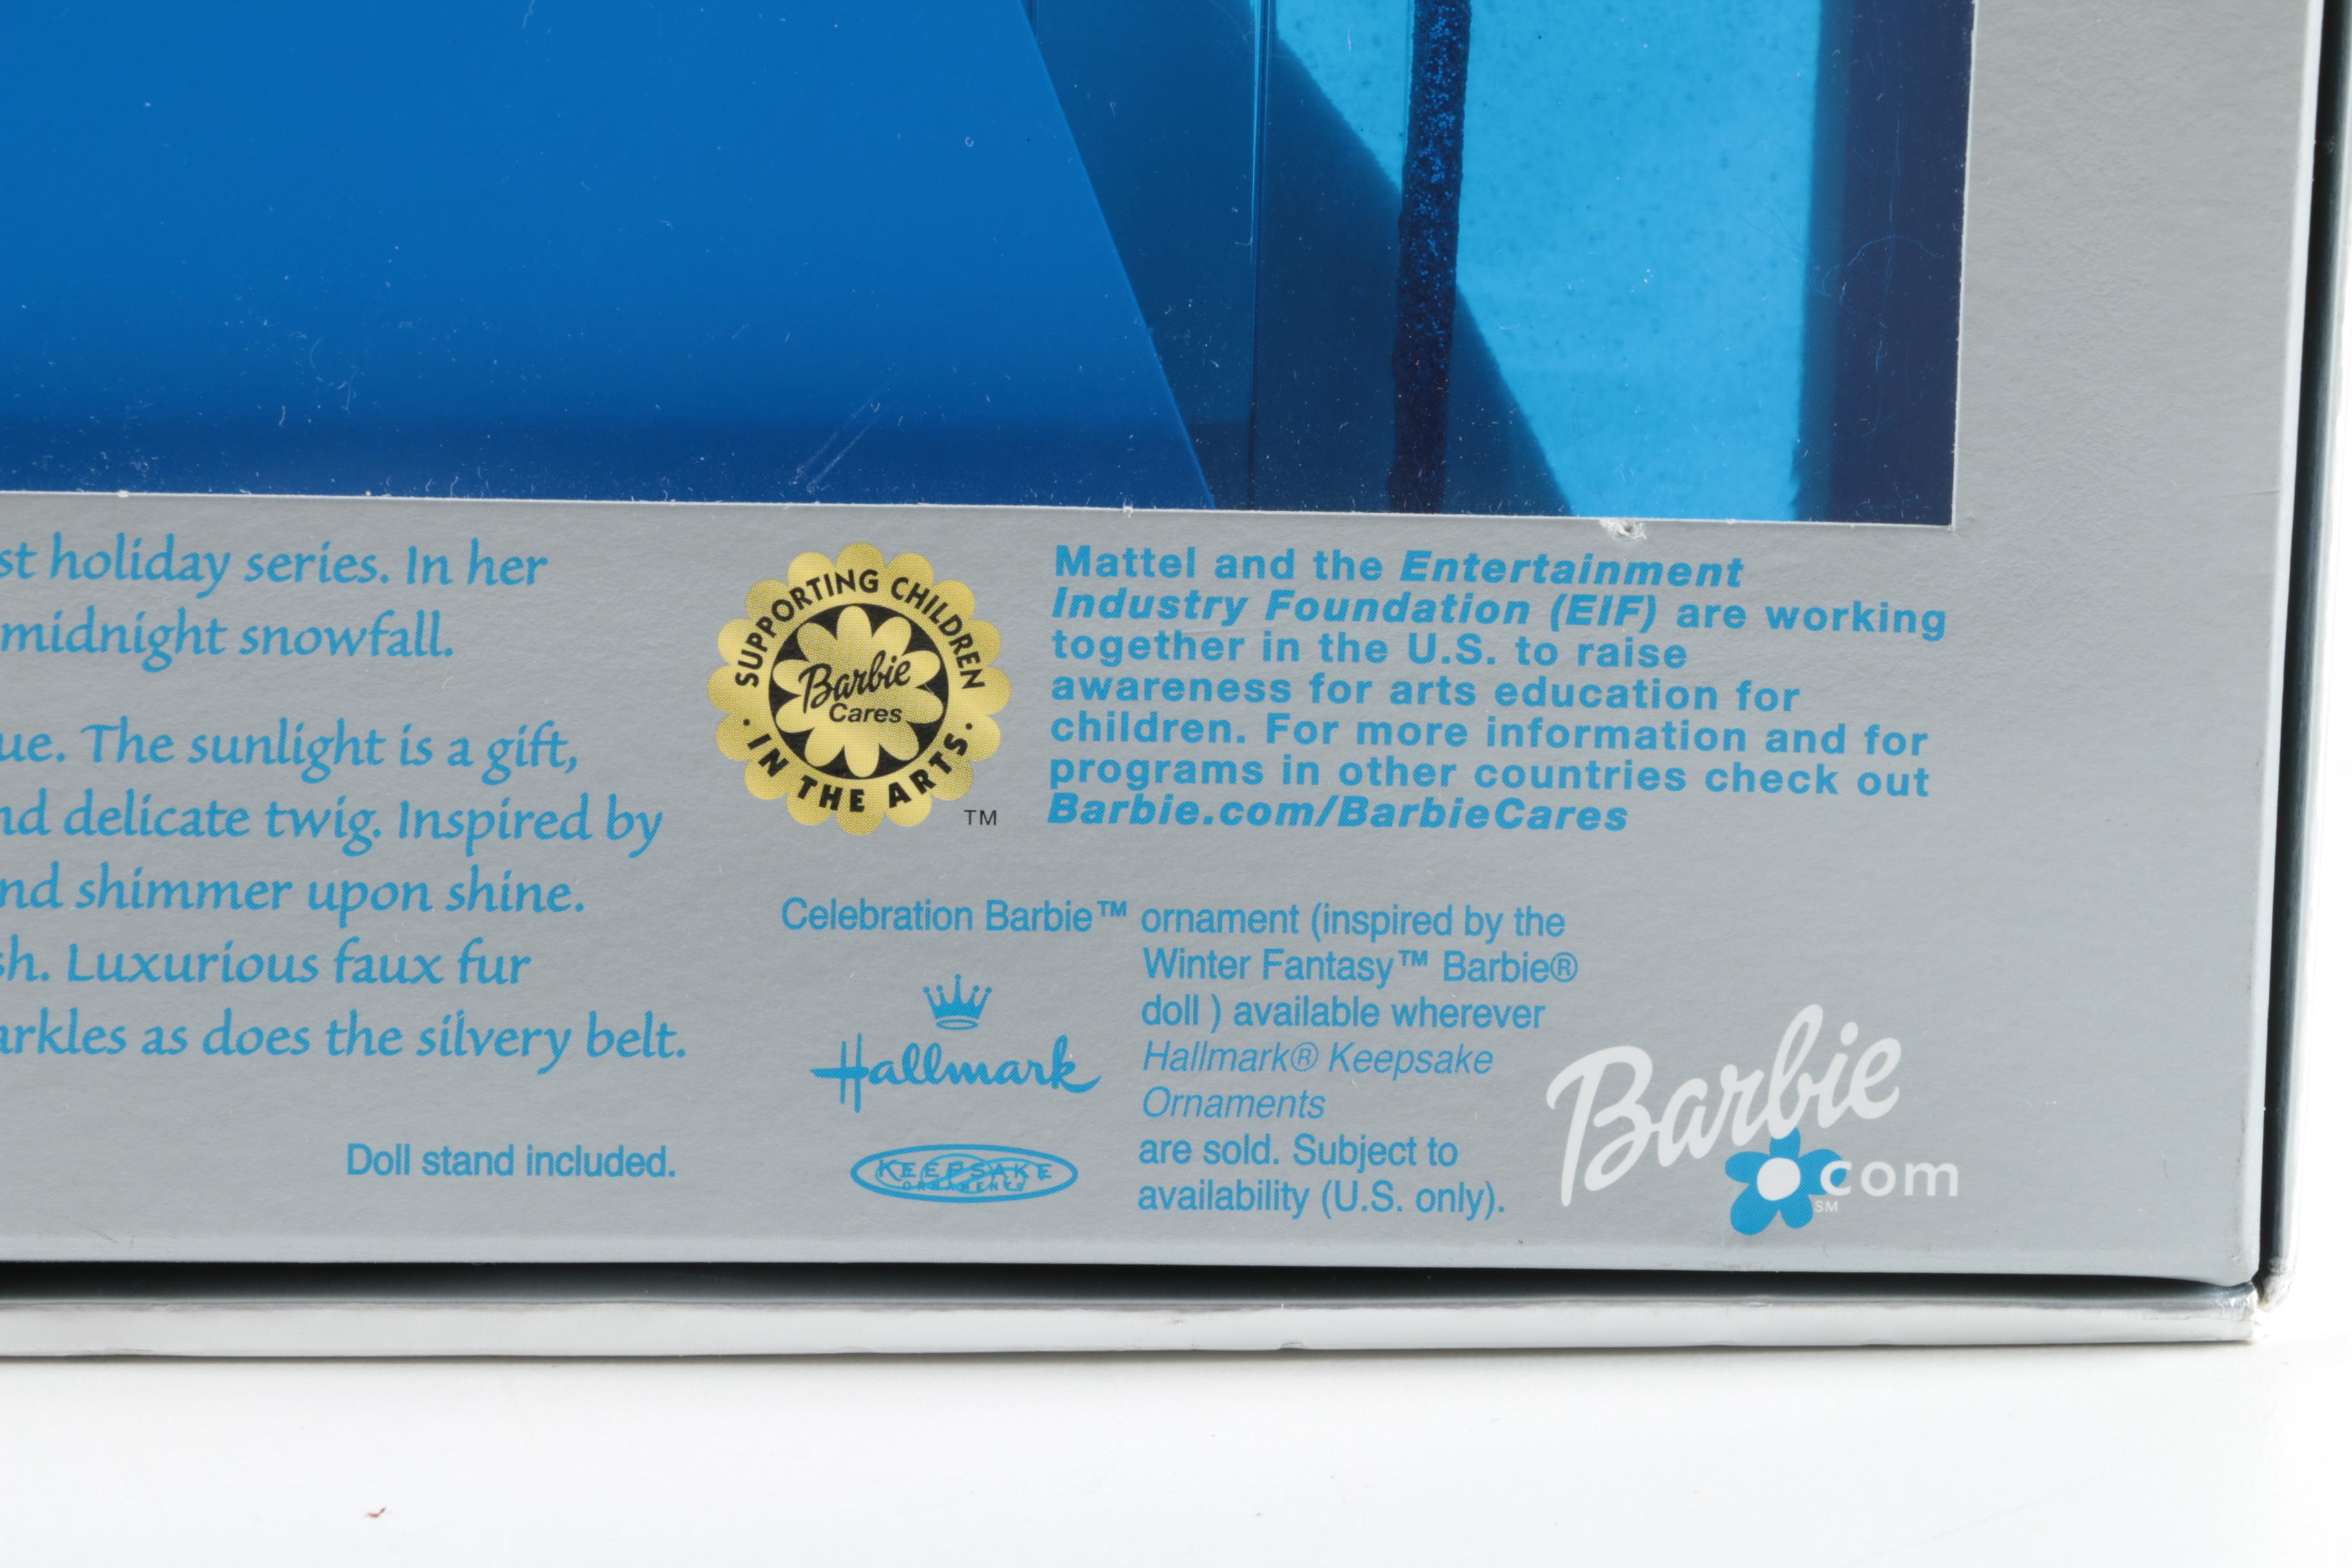 st holiday series. In her
midnight snowfall.
ue. The sunlight is a gift,
nd delicate twig. Inspired by
nd shimmer upon shine.
sh. Luxurious faux fur
arkles as does the silvery belt.
Doll stand included.
SUPPORTING CHILDREN
Barbie
Cares
• IN THE ARTS •
TM
Mattel and the Entertainment
Industry Foundation (EIF) are working
together in the U.S. to raise
awareness for arts education for
children. For more information and for
programs in other countries check out
Barbie.com/BarbieCares
Celebration Barbie™ ornament (inspired by the
Winter Fantasy™ Barbie®
doll ) available wherever
Hallmark® Keepsake
Ornaments
are sold. Subject to
availability (U.S. only).
Hallmark
KEEPSAKE
ORNAMENTS
Barbie
com
SM